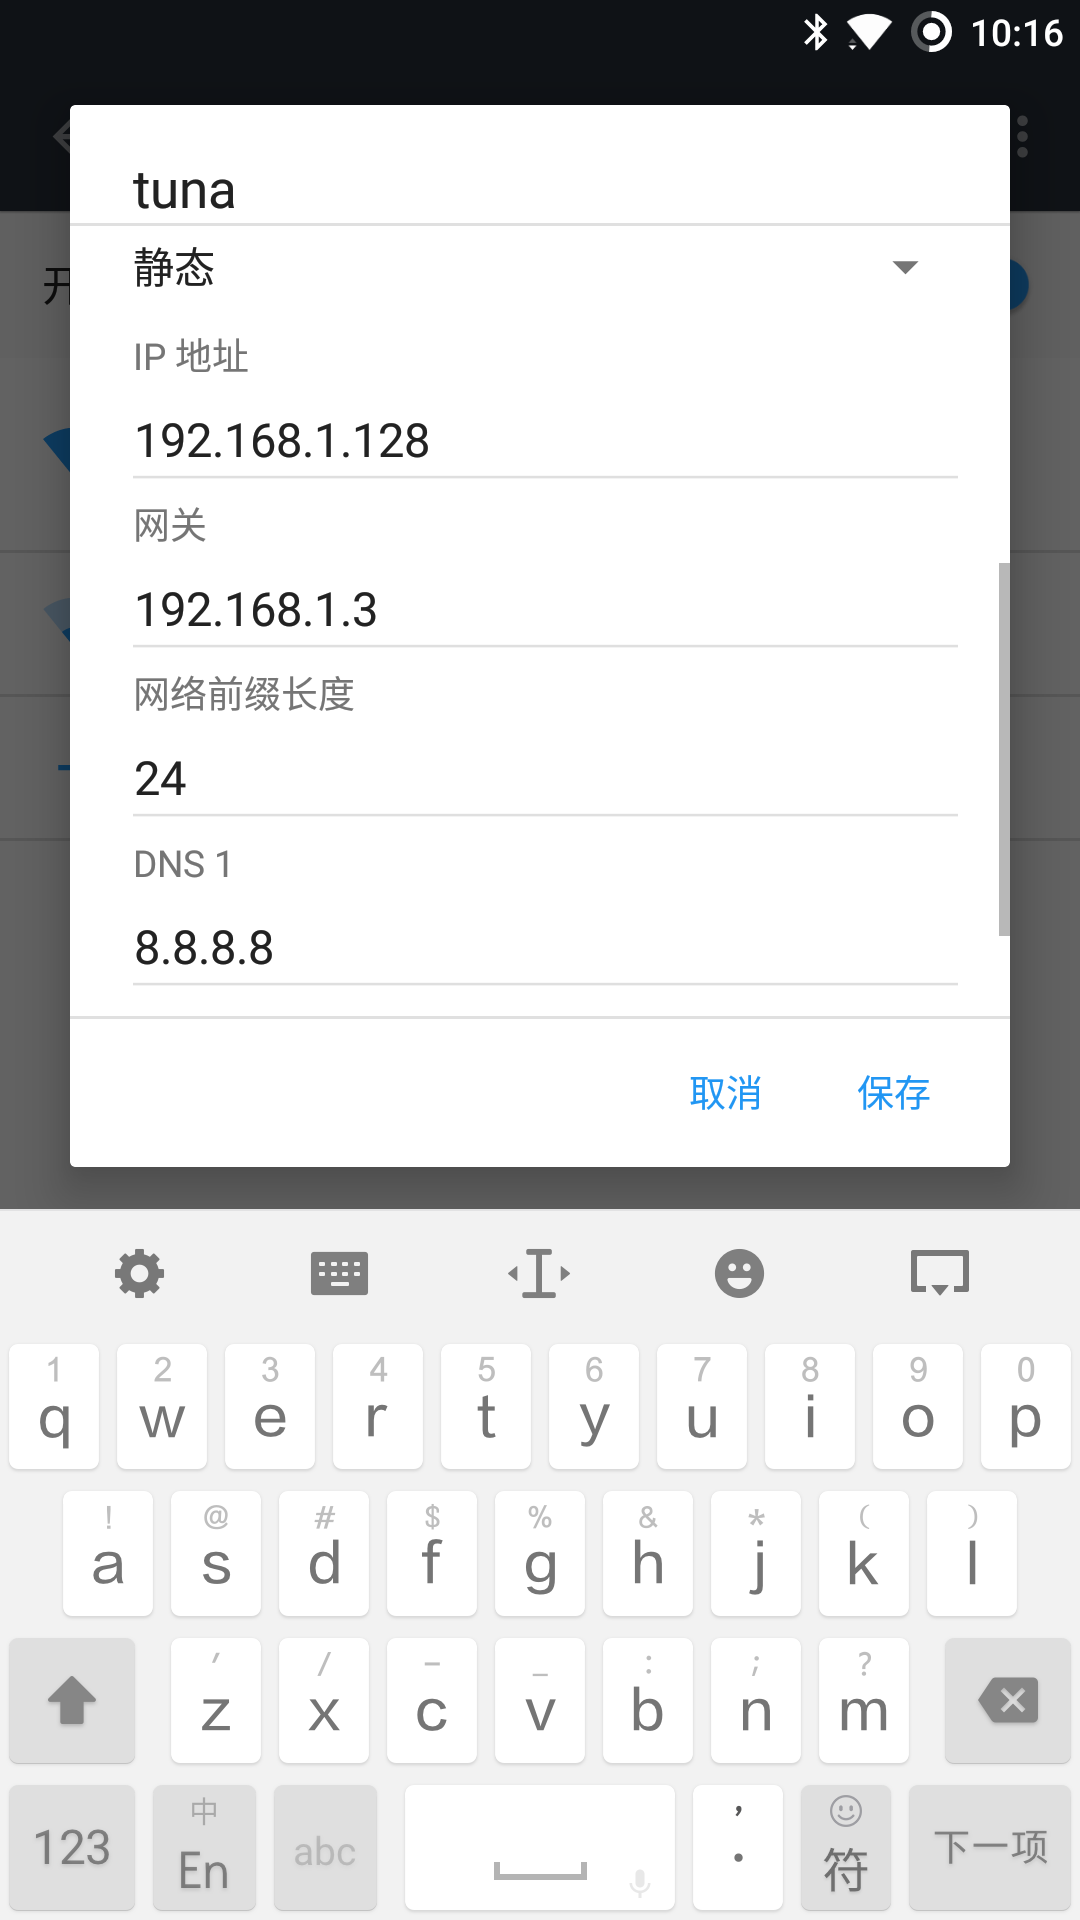 10:16
tuna
静态
开
IP 地址
192.168.1.128
网关
192.168.1.3
网络前缀长度
24
DNS 1
8.8.8.8
取消 保存
1 2 3 4 5 6 7 8 9 0
q w e r t y u i o p
! @ # $ % & * ( )
a s d f g h j k l
' / – _ : ; ?
z x c v b n m
中 ,
123 En abc . 符 下一项